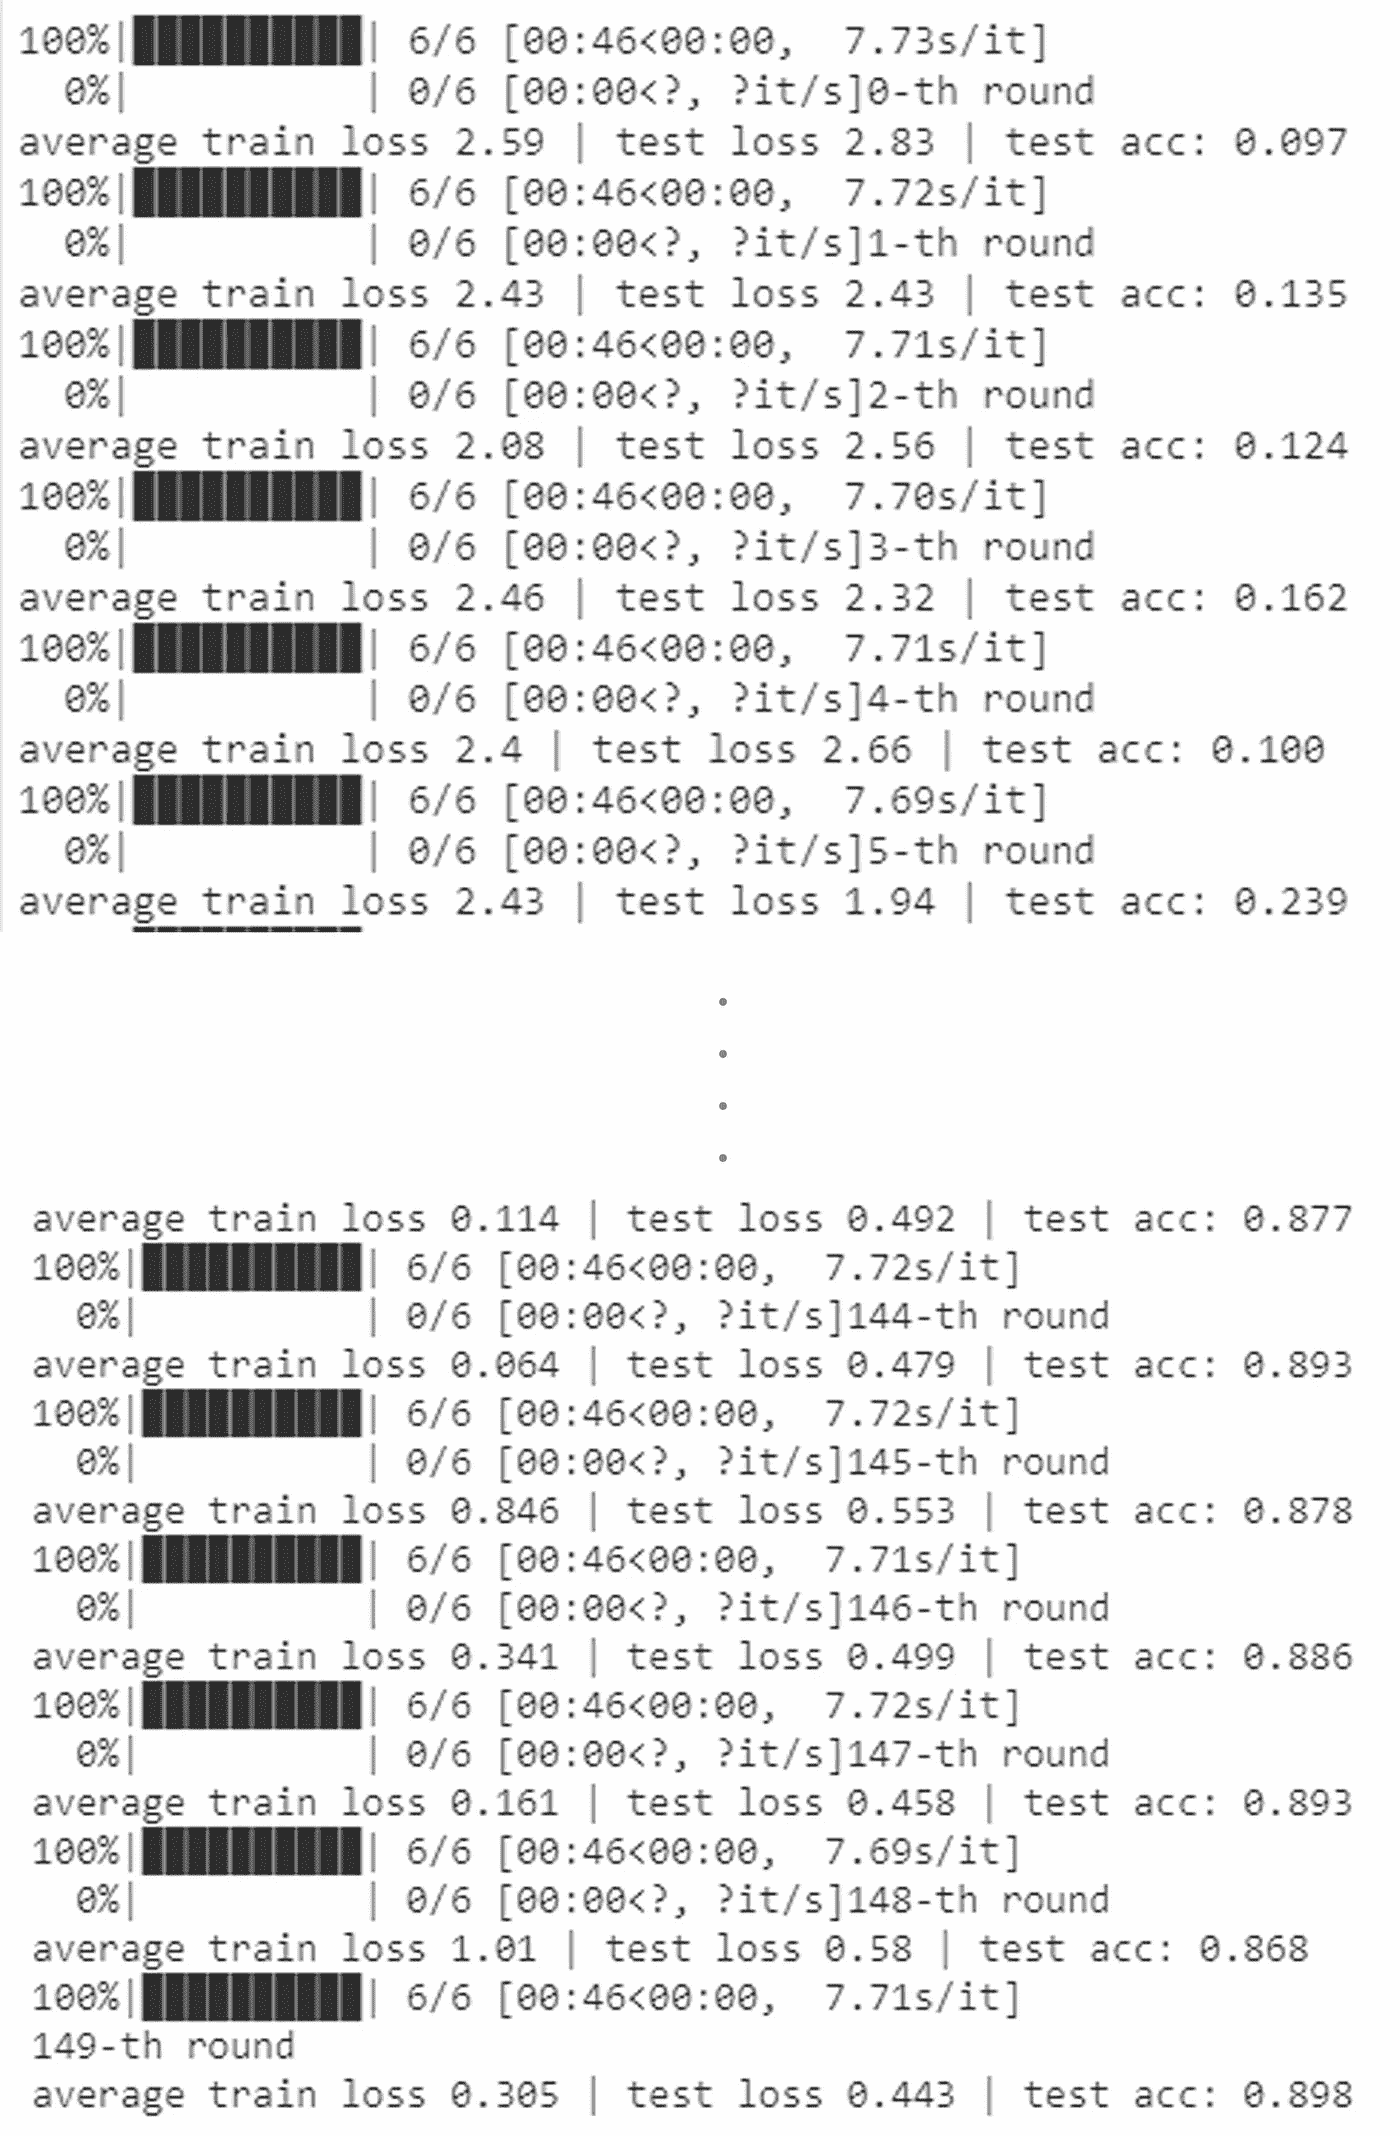 100%|██████████| 6/6 [00:46<00:00,  7.73s/it]
  0%|          | 0/6 [00:00<?, ?it/s]0-th round
average train loss 2.59 | test loss 2.83 | test acc: 0.097
100%|██████████| 6/6 [00:46<00:00,  7.72s/it]
  0%|          | 0/6 [00:00<?, ?it/s]1-th round
average train loss 2.43 | test loss 2.43 | test acc: 0.135
100%|██████████| 6/6 [00:46<00:00,  7.71s/it]
  0%|          | 0/6 [00:00<?, ?it/s]2-th round
average train loss 2.08 | test loss 2.56 | test acc: 0.124
100%|██████████| 6/6 [00:46<00:00,  7.70s/it]
  0%|          | 0/6 [00:00<?, ?it/s]3-th round
average train loss 2.46 | test loss 2.32 | test acc: 0.162
100%|██████████| 6/6 [00:46<00:00,  7.71s/it]
  0%|          | 0/6 [00:00<?, ?it/s]4-th round
average train loss 2.4 | test loss 2.66 | test acc: 0.100
100%|██████████| 6/6 [00:46<00:00,  7.69s/it]
  0%|          | 0/6 [00:00<?, ?it/s]5-th round
average train loss 2.43 | test loss 1.94 | test acc: 0.239
.
.
.
.
average train loss 0.114 | test loss 0.492 | test acc: 0.877
100%|██████████| 6/6 [00:46<00:00,  7.72s/it]
  0%|          | 0/6 [00:00<?, ?it/s]144-th round
average train loss 0.064 | test loss 0.479 | test acc: 0.893
100%|██████████| 6/6 [00:46<00:00,  7.72s/it]
  0%|          | 0/6 [00:00<?, ?it/s]145-th round
average train loss 0.846 | test loss 0.553 | test acc: 0.878
100%|██████████| 6/6 [00:46<00:00,  7.71s/it]
  0%|          | 0/6 [00:00<?, ?it/s]146-th round
average train loss 0.341 | test loss 0.499 | test acc: 0.886
100%|██████████| 6/6 [00:46<00:00,  7.72s/it]
  0%|          | 0/6 [00:00<?, ?it/s]147-th round
average train loss 0.161 | test loss 0.458 | test acc: 0.893
100%|██████████| 6/6 [00:46<00:00,  7.69s/it]
  0%|          | 0/6 [00:00<?, ?it/s]148-th round
average train loss 1.01 | test loss 0.58 | test acc: 0.868
100%|██████████| 6/6 [00:46<00:00,  7.71s/it]
149-th round
average train loss 0.305 | test loss 0.443 | test acc: 0.898